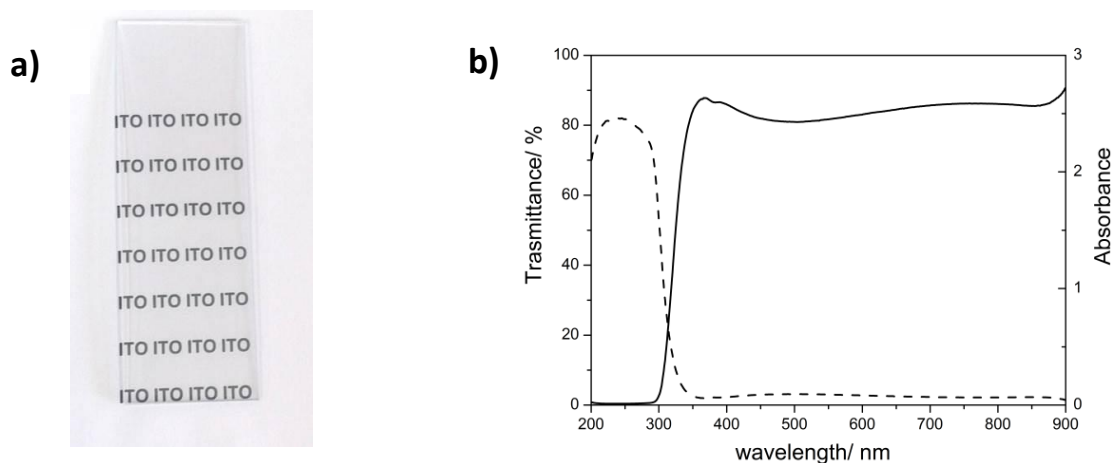 a)
ITO ITO ITO ITO
ITO ITO ITO ITO
ITO ITO ITO ITO
ITO ITO ITO ITO
ITO ITO ITO ITO
ITO ITO ITO ITO
ITO ITO ITO ITO
b)
100
80
60
40
20
0
Trasmittance/ %
3
2
1
0
Absorbance
200 300 400 500 600 700 800 900
wavelength/ nm